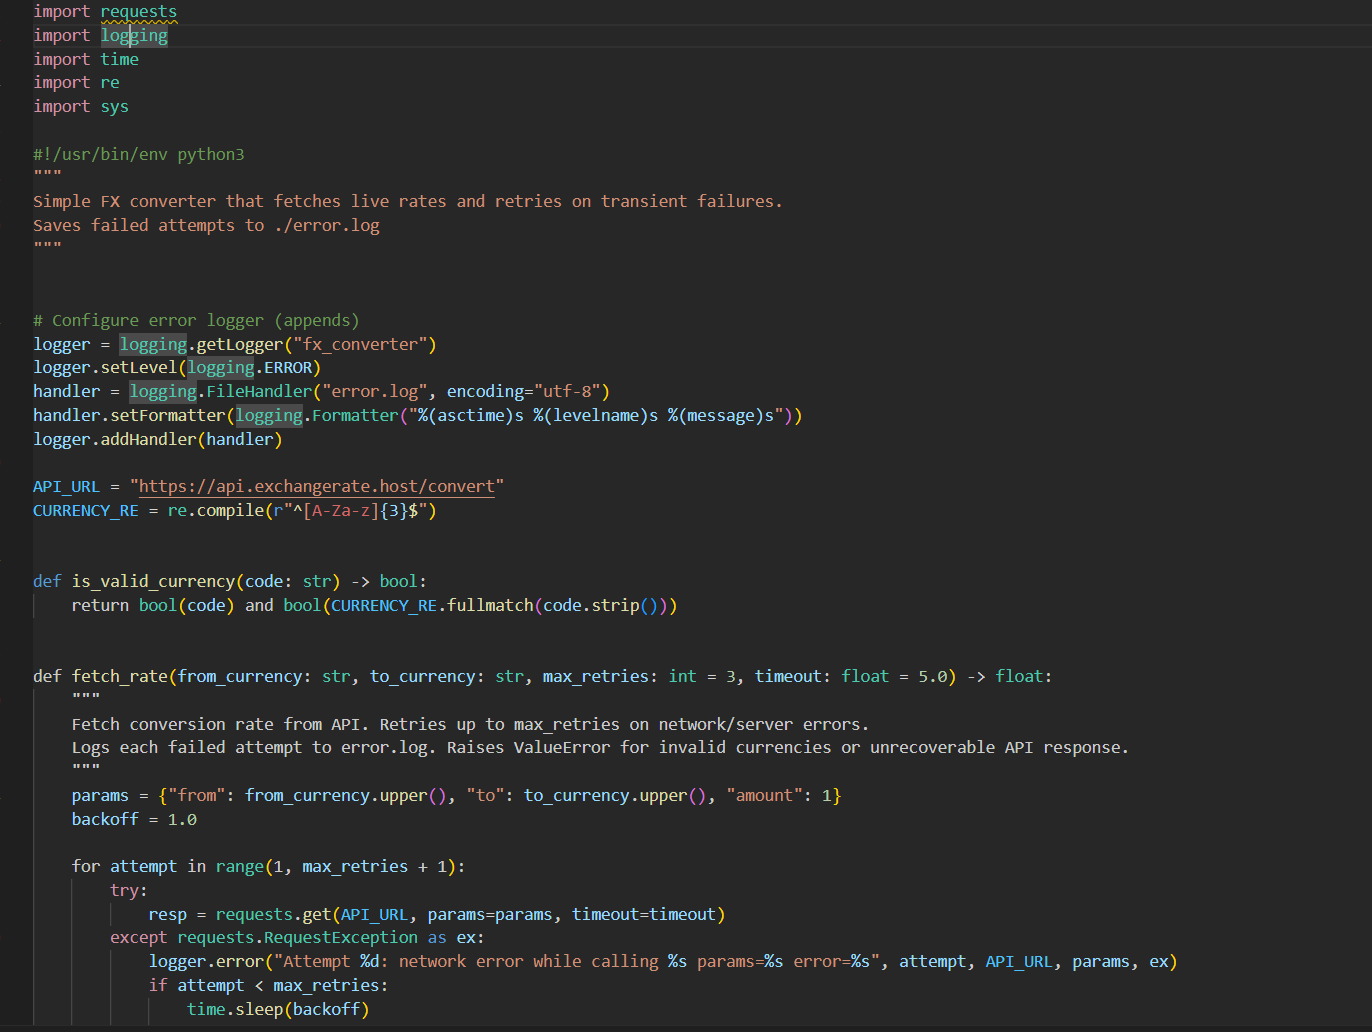 import requests
import logging
import time
import re
import sys

#!/usr/bin/env python3
"""
Simple FX converter that fetches live rates and retries on transient failures.
Saves failed attempts to ./error.log
"""

# Configure error logger (appends)
logger = logging.getLogger("fx_converter")
logger.setLevel(logging.ERROR)
handler = logging.FileHandler("error.log", encoding="utf-8")
handler.setFormatter(logging.Formatter("%(asctime)s %(levelname)s %(message)s"))
logger.addHandler(handler)

API_URL = "https://api.exchangerate.host/convert"
CURRENCY_RE = re.compile(r"^[A-Za-z]{3}$")

def is_valid_currency(code: str) -> bool:
    return bool(code) and bool(CURRENCY_RE.fullmatch(code.strip()))

def fetch_rate(from_currency: str, to_currency: str, max_retries: int = 3, timeout: float = 5.0) -> float:
    """
    Fetch conversion rate from API. Retries up to max_retries on network/server errors.
    Logs each failed attempt to error.log. Raises ValueError for invalid currencies or unrecoverable API response.
    """
    params = {"from": from_currency.upper(), "to": to_currency.upper(), "amount": 1}
    backoff = 1.0

    for attempt in range(1, max_retries + 1):
        try:
            resp = requests.get(API_URL, params=params, timeout=timeout)
        except requests.RequestException as ex:
            logger.error("Attempt %d: network error while calling %s params=%s error=%s", attempt, API_URL, params, ex)
            if attempt < max_retries:
                time.sleep(backoff)